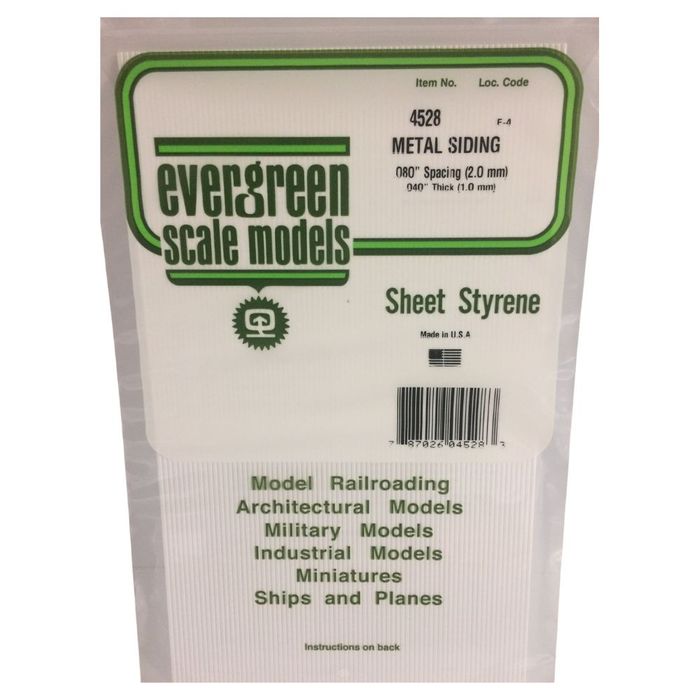 Item No. Loc. Code
4528 E-4
METAL SIDING
.080" Spacing (2.0 mm)
.040" Thick (1.0 mm)
evergreen
scale models
Sheet Styrene
Made in U.S.A
7 87026 04528 3
Model Railroading
Architectural Models
Military Models
Industrial Models
Miniatures
Ships and Planes
Instructions on back